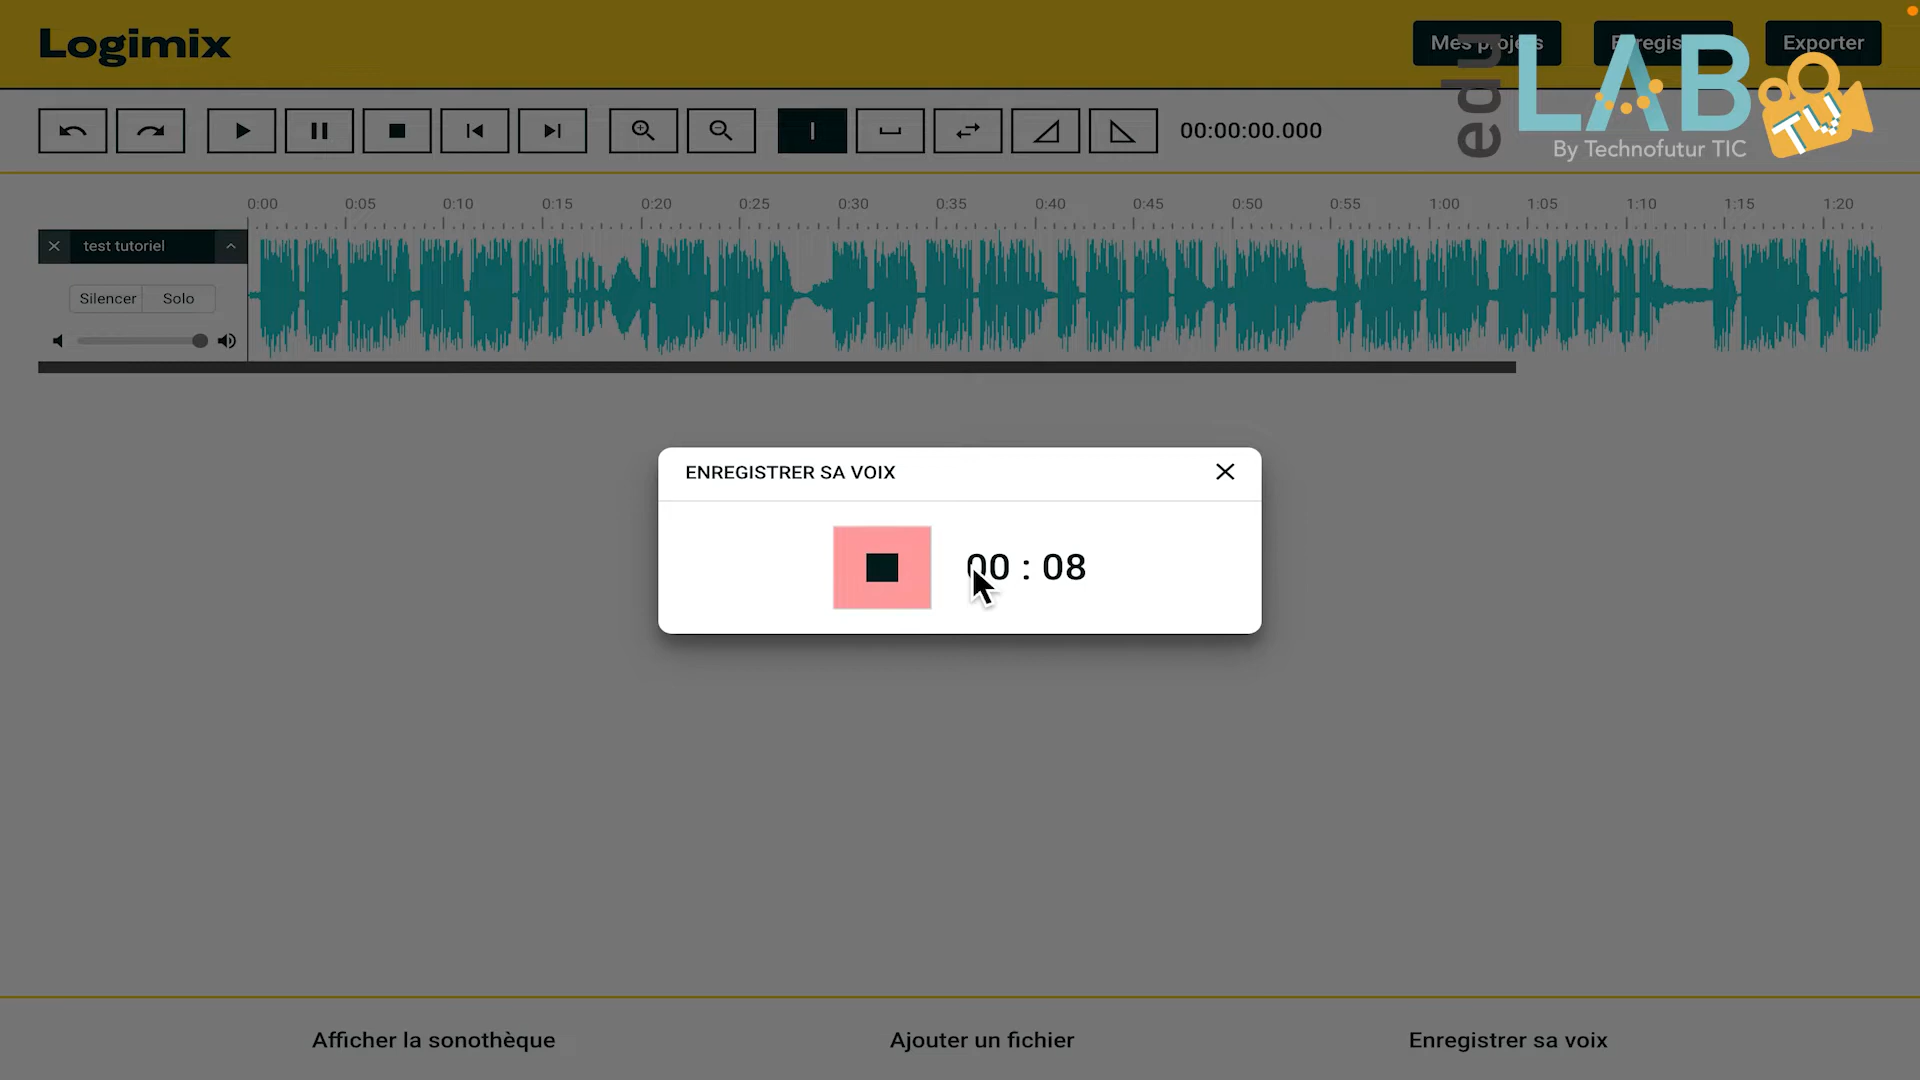 Logimix
Mes projets
Enregis
Exporter
edu
LAB
TV
By Technofutur TIC
00:00:00.000
0:00 0:05 0:10 0:15 0:20 0:25 0:30 0:35 0:40 0:45 0:50 0:55 1:00 1:05 1:10 1:15 1:20
test tutoriel
Silencer Solo
ENREGISTRER SA VOIX
00 : 08
Afficher la sonothèque
Ajouter un fichier
Enregistrer sa voix